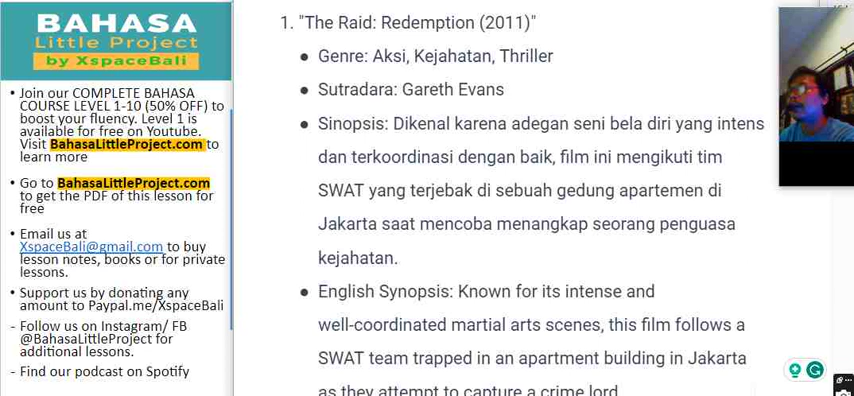 BAHASA
Little Project
by XspaceBali
• Join our COMPLETE BAHASA
COURSE LEVEL 1-10 (50% OFF) to
boost your fluency. Level 1 is
available for free on Youtube.
Visit BahasaLittleProject.com to
learn more
• Go to BahasaLittleProject.com
to get the PDF of this lesson for
free
• Email us at
XspaceBali@gmail.com to buy
lesson notes, books or for private
lessons.
• Support us by donating any
amount to Paypal.me/XspaceBali
- Follow us on Instagram/ FB
@BahasaLittleProject for
additional lessons.
- Find our podcast on Spotify
1. "The Raid: Redemption (2011)"
● Genre: Aksi, Kejahatan, Thriller
● Sutradara: Gareth Evans
● Sinopsis: Dikenal karena adegan seni bela diri yang intens
dan terkoordinasi dengan baik, film ini mengikuti tim
SWAT yang terjebak di sebuah gedung apartemen di
Jakarta saat mencoba menangkap seorang penguasa
kejahatan.
● English Synopsis: Known for its intense and
well-coordinated martial arts scenes, this film follows a
SWAT team trapped in an apartment building in Jakarta
as they attempt to capture a crime lord